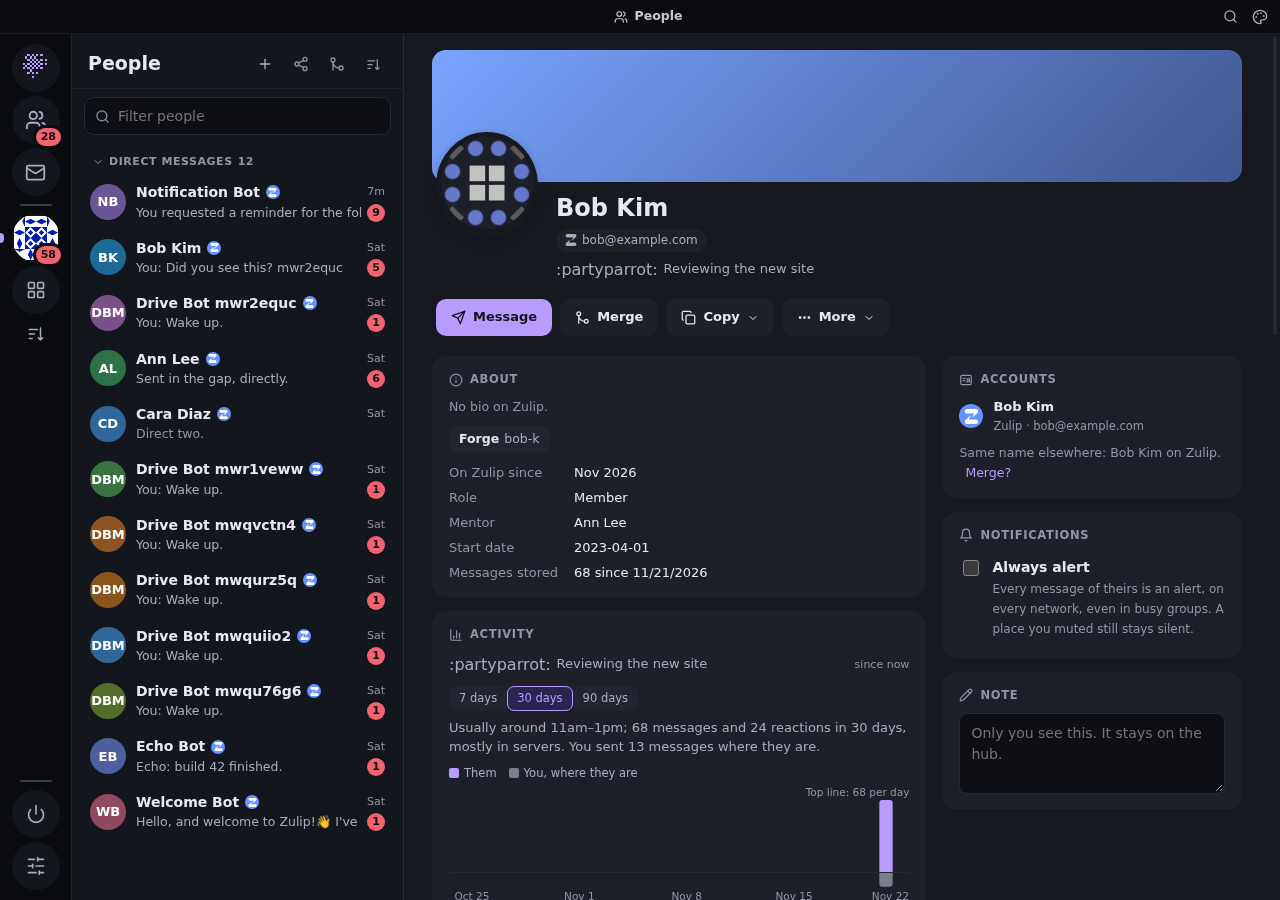 People
People
28
58
Filter people
DIRECT MESSAGES 12
NB
Notification Bot
7m
You requested a reminder for the fol
9
BK
Bob Kim
Sat
You: Did you see this? mwr2equc
5
DBM
Drive Bot mwr2equc
Sat
You: Wake up.
1
AL
Ann Lee
Sat
Sent in the gap, directly.
6
CD
Cara Diaz
Sat
Direct two.
DBM
Drive Bot mwr1veww
Sat
You: Wake up.
1
DBM
Drive Bot mwqvctn4
Sat
You: Wake up.
1
DBM
Drive Bot mwqurz5q
Sat
You: Wake up.
1
DBM
Drive Bot mwquiio2
Sat
You: Wake up.
1
DBM
Drive Bot mwqu76g6
Sat
You: Wake up.
1
EB
Echo Bot
Sat
Echo: build 42 finished.
1
WB
Welcome Bot
Sat
Hello, and welcome to Zulip!👋 I've
1
Bob Kim
bob@example.com
:partyparrot: Reviewing the new site
Message
Merge
Copy
More
ABOUT
No bio on Zulip.
Forge bob-k
On Zulip since Nov 2026
Role Member
Mentor Ann Lee
Start date 2023-04-01
Messages stored 68 since 11/21/2026
ACTIVITY
:partyparrot: Reviewing the new site
since now
7 days
30 days
90 days
Usually around 11am–1pm; 68 messages and 24 reactions in 30 days,
mostly in servers. You sent 13 messages where they are.
Them
You, where they are
Top line: 68 per day
Oct 25
Nov 1
Nov 8
Nov 15
Nov 22
ACCOUNTS
Bob Kim
Zulip · bob@example.com
Same name elsewhere: Bob Kim on Zulip.
Merge?
NOTIFICATIONS
Always alert
Every message of theirs is an alert, on
every network, even in busy groups. A
place you muted still stays silent.
NOTE
Only you see this. It stays on the
hub.